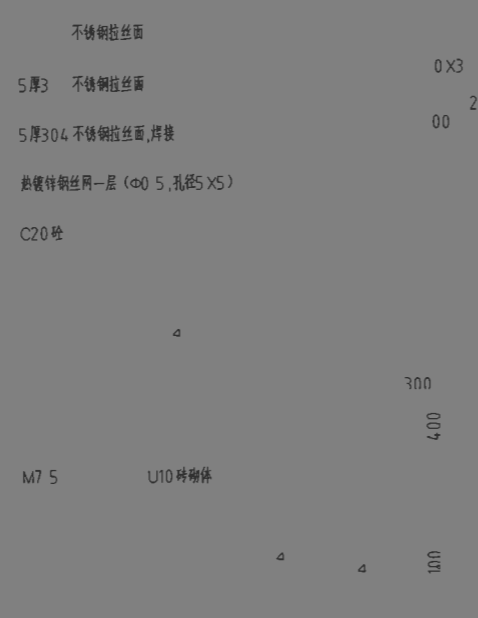 不锈钢拉丝面
0X3
5厚3 不锈钢拉丝面
2
00
5厚304不锈钢拉丝面,焊接
热镀锌钢丝网一层(Φ0 5,孔径5X5)
C20砼
300
400
M7 5 U10砖砌体
100